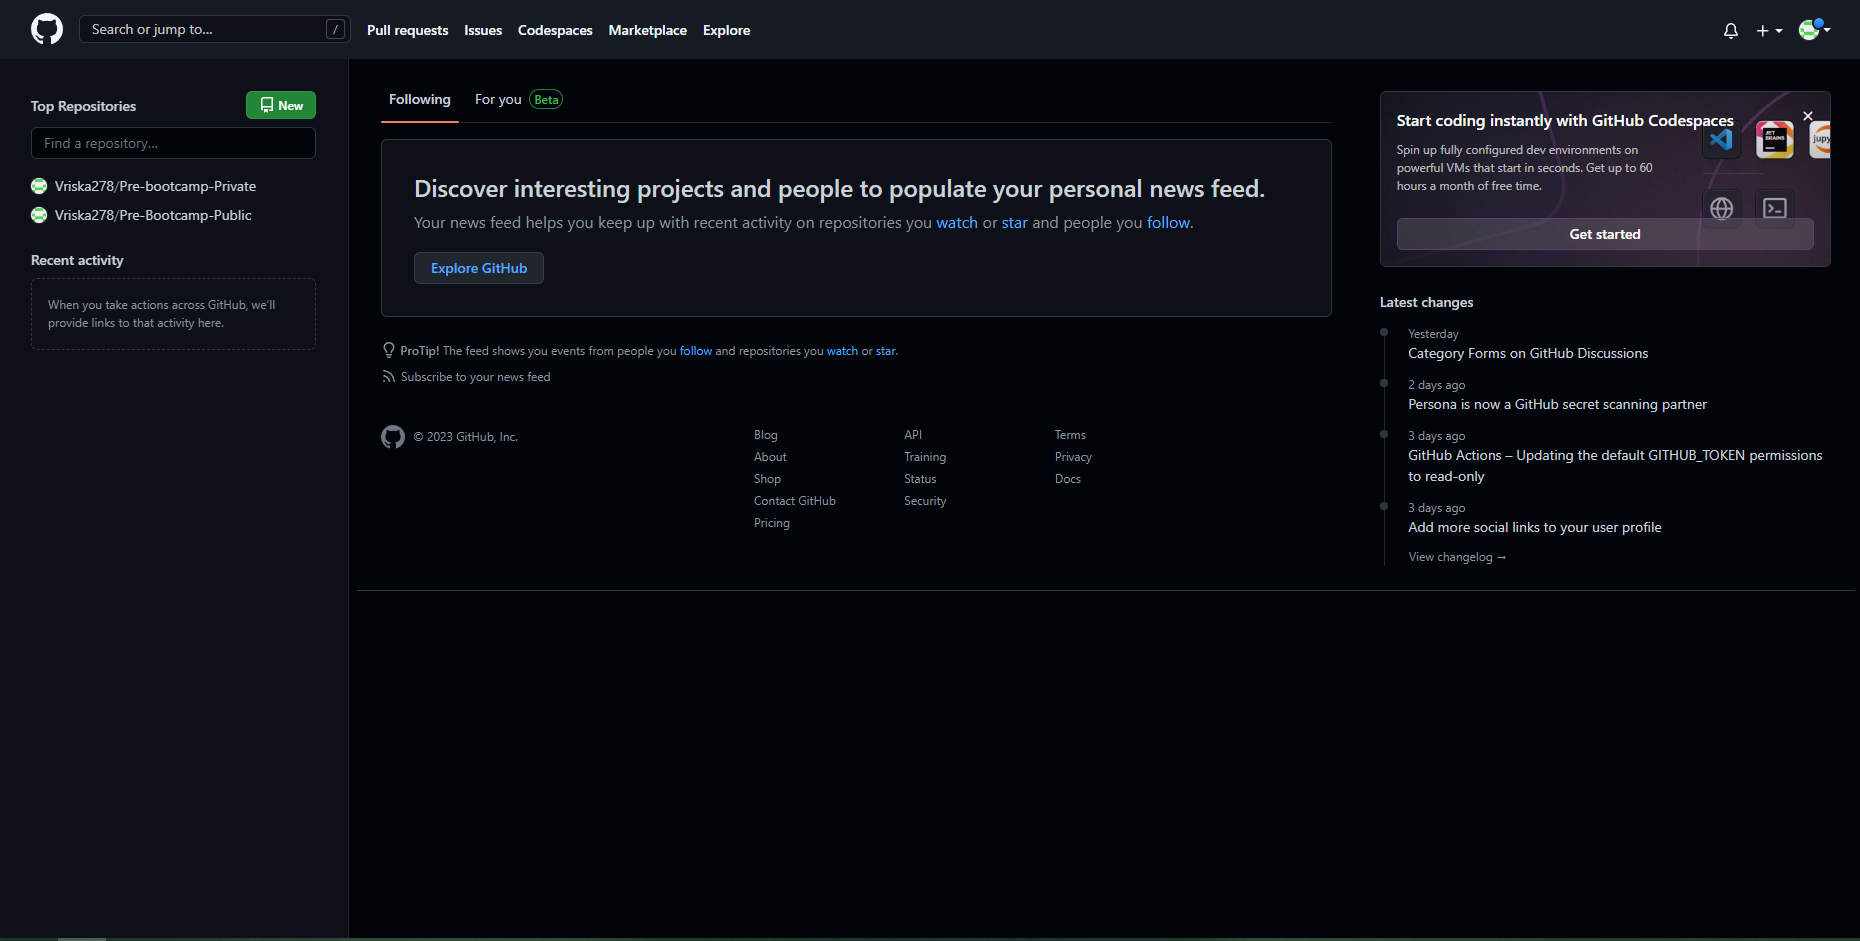 Search or jump to... /
Pull requests Issues Codespaces Marketplace Explore
Top Repositories
New
Find a repository...
Vriska278/Pre-bootcamp-Private
Vriska278/Pre-Bootcamp-Public
Recent activity
When you take actions across GitHub, we'll
provide links to that activity here.
Following For you Beta
Discover interesting projects and people to populate your personal news feed.
Your news feed helps you keep up with recent activity on repositories you watch or star and people you follow.
Explore GitHub
ProTip! The feed shows you events from people you follow and repositories you watch or star.
Subscribe to your news feed
© 2023 GitHub, Inc.
Blog
About
Shop
Contact GitHub
Pricing
API
Training
Status
Security
Terms
Privacy
Docs
Start coding instantly with GitHub Codespaces
Spin up fully configured dev environments on
powerful VMs that start in seconds. Get up to 60
hours a month of free time.
JET
BRAINS
jupy
Get started
Latest changes
Yesterday
Category Forms on GitHub Discussions
2 days ago
Persona is now a GitHub secret scanning partner
3 days ago
GitHub Actions – Updating the default GITHUB_TOKEN permissions
to read-only
3 days ago
Add more social links to your user profile
View changelog →